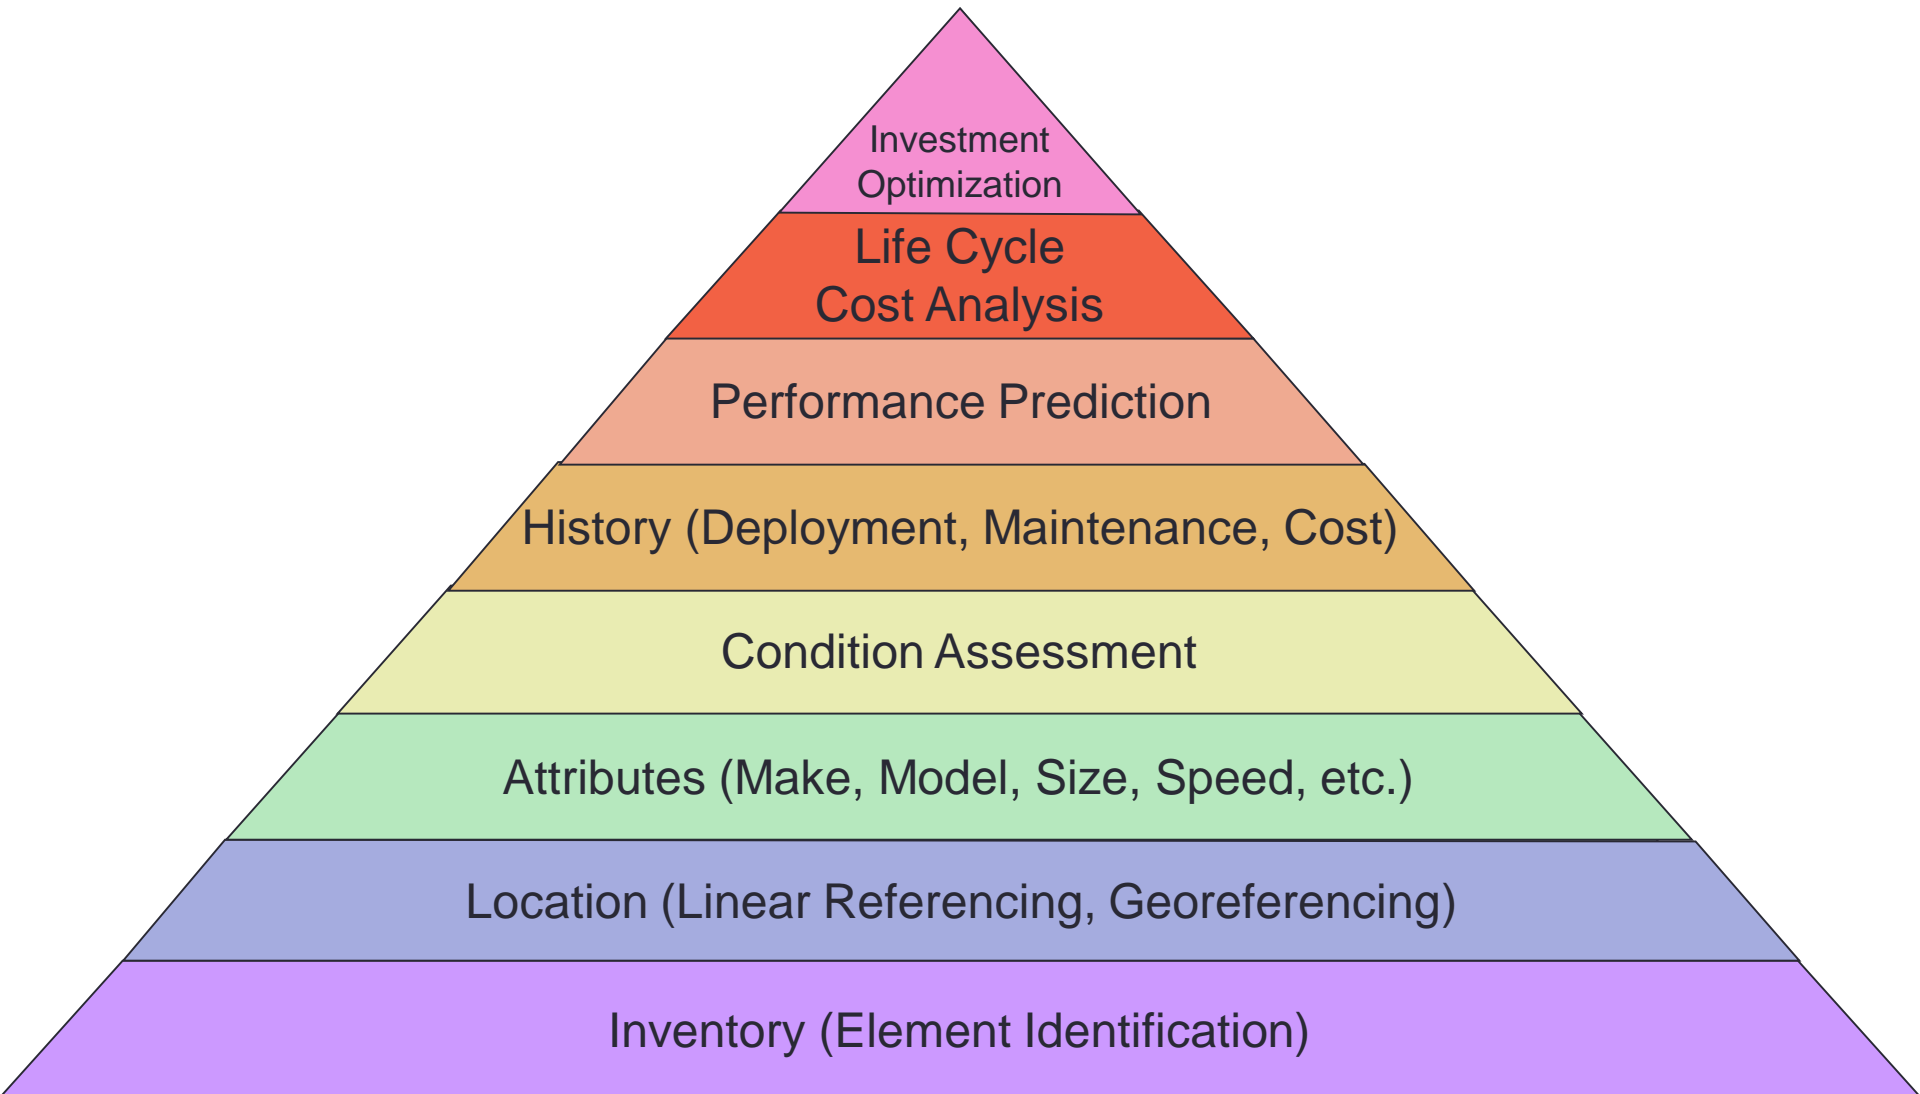 Investment
Optimization
Life Cycle
Cost Analysis
Performance Prediction
History (Deployment, Maintenance, Cost)
Condition Assessment
Attributes (Make, Model, Size, Speed, etc.)
Location (Linear Referencing, Georeferencing)
Inventory (Element Identification)